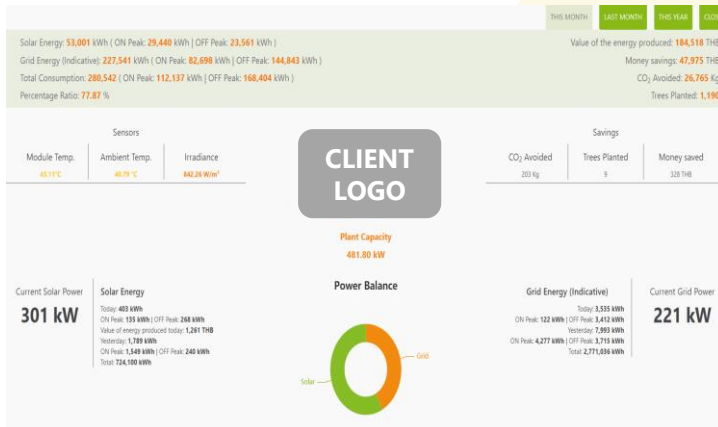 THIS MONTH LAST MONTH THIS YEAR CLOS
Solar Energy: 53,001 kWh ( ON Peak: 29,440 kWh | OFF Peak: 23,561 kWh )
Value of the energy produced: 184,518 THB
Grid Energy (Indicative): 227,541 kWh ( ON Peak: 82,698 kWh | OFF Peak: 144,843 kWh )
Money savings: 47,975 THB
Total Consumption: 280,542 ( ON Peak: 112,137 kWh | OFF Peak: 168,404 kWh )
CO2 Avoided: 26,765 Kg
Percentage Ratio: 77.87 %
Trees Planted: 1,190
Sensors
Module Temp. Ambient Temp. Irradiance
842.26 W/m²
CLIENT
LOGO
Savings
CO2 Avoided Trees Planted Money saved
203 Kg 9 328 THB
Plant Capacity
481.80 kW
Current Solar Power
301 kW
Solar Energy
Today: 403 kWh
ON Peak: 135 kWh | OFF Peak: 268 kWh
Value of energy produced today: 1,261 THB
Yesterday: 1,789 kWh
ON Peak: 1,549 kWh | OFF Peak: 240 kWh
Total: 724,100 kWh
Power Balance
Solar
Grid
Grid Energy (Indicative)
Today: 3,535 kWh
ON Peak: 122 kWh | OFF Peak: 3,412 kWh
Yesterday: 7,993 kWh
ON Peak: 4,277 kWh | OFF Peak: 3,715 kWh
Total: 2,771,036 kWh
Current Grid Power
221 kW